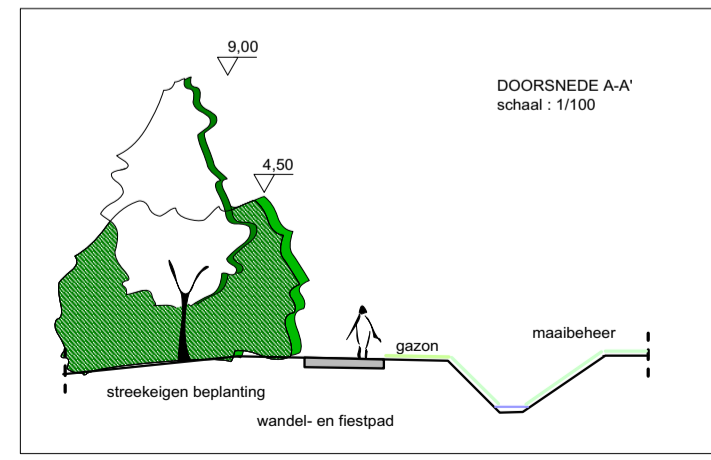 9,00
DOORSNEDE A-A'
schaal : 1/100
4,50
gazon
maaibeheer
streekeigen beplanting
wandel- en fiestpad